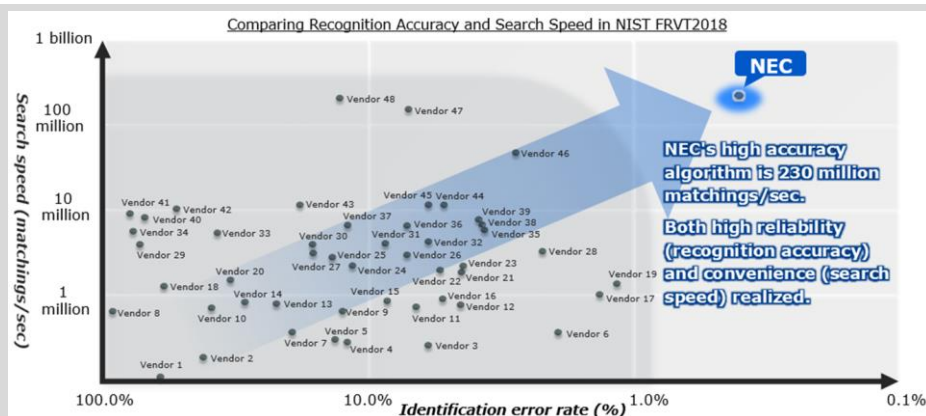 Comparing Recognition Accuracy and Search Speed in NIST FRVT2018
1 billion
100
million
10
million
1
million
Search speed (matchings/sec)
NEC
Vendor 48
Vendor 47
Vendor 46
NEC's high accuracy
algorithm is 230 million
matchings/sec.
Both high reliability
(recognition accuracy)
and convenience (search
speed) realized.
Vendor 41
Vendor 42
Vendor 40
Vendor 43
Vendor 45
Vendor 44
Vendor 34
Vendor 33
Vendor 37
Vendor 36
Vendor 39
Vendor 38
Vendor 35
Vendor 29
Vendor 30
Vendor 31
Vendor 32
Vendor 27
Vendor 25
Vendor 26
Vendor 28
Vendor 20
Vendor 24
Vendor 23
Vendor 22
Vendor 21
Vendor 18
Vendor 19
Vendor 14
Vendor 13
Vendor 15
Vendor 16
Vendor 17
Vendor 8
Vendor 10
Vendor 9
Vendor 11
Vendor 12
Vendor 7
Vendor 5
Vendor 4
Vendor 3
Vendor 6
Vendor 1
Vendor 2
100.0%
10.0%
1.0%
0.1%
Identification error rate (%)